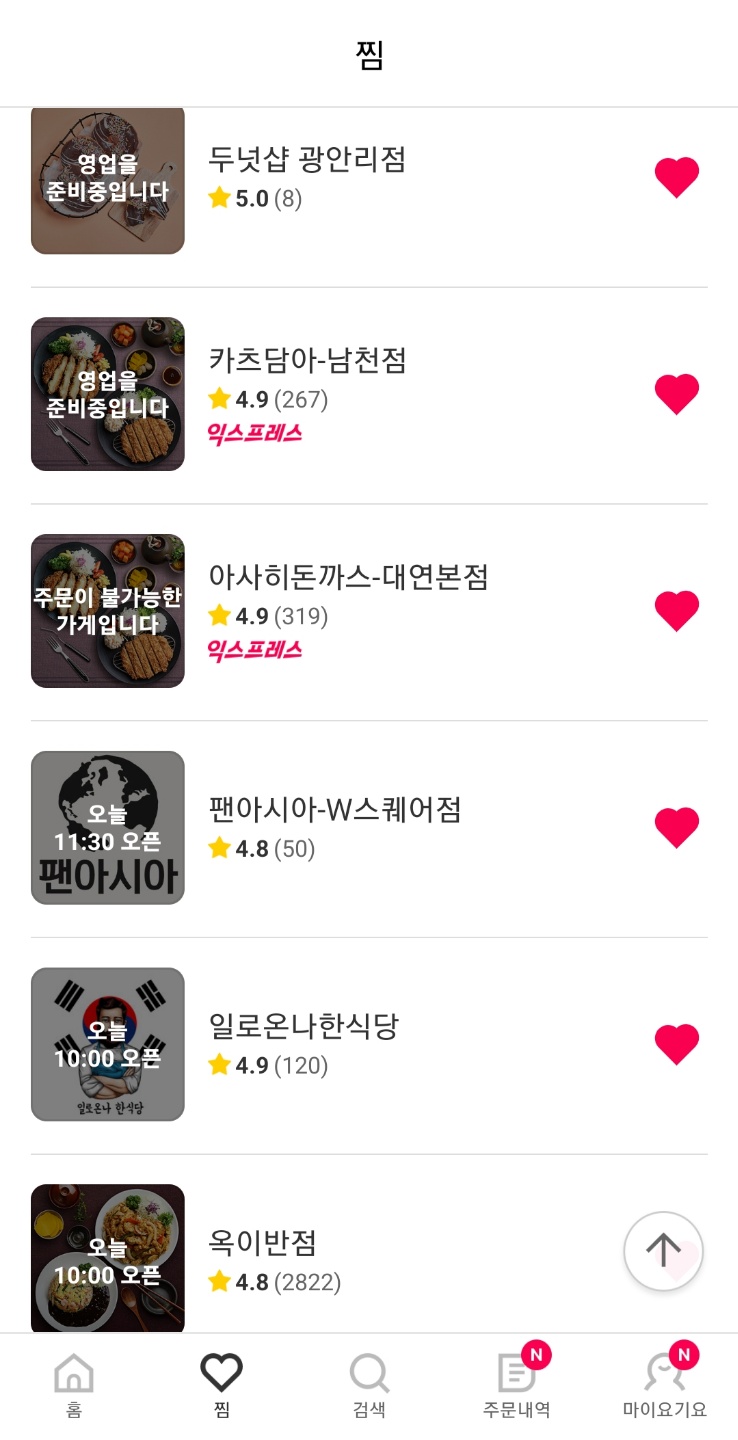 찜
영업을
준비중입니다
두넛샵 광안리점
5.0 (8)
영업을
준비중입니다
카츠담아-남천점
4.9 (267)
익스프레스
주문이 불가능한
가게입니다
아사히돈까스-대연본점
4.9 (319)
익스프레스
오늘
11:30 오픈
팬아시아
팬아시아-W스퀘어점
4.8 (50)
오늘
10:00 오픈
일로온나 한식당
일로온나한식당
4.9 (120)
오늘
10:00 오픈
옥이반점
4.8 (2822)
N N
홈 찜 검색 주문내역 마이요기요